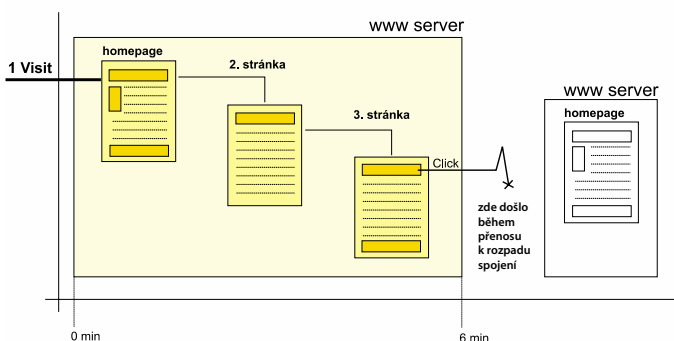 www server
homepage
1 Visit
2. stránka
3. stránka
Click
zde došlo
během
přenosu
k rozpadu
spojení
www server
homepage
0 min
6 min